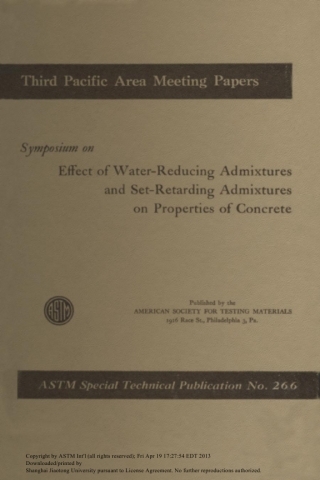 Third Pacific Area Meeting Papers
Symposium on
Effect of Water-Reducing Admixtures
and Set-Retarding Admixtures
on Properties of Concrete
ASTM
Published by the
AMERICAN SOCIETY FOR TESTING MATERIALS
1916 Race St., Philadelphia 3, Pa.
ASTM Special Technical Publication No. 266
Copyright by ASTM Int'l (all rights reserved); Fri Apr 19 17:27:54 EDT 2013
Downloaded/printed by
Shanghai Jiaotong University pursuant to License Agreement. No further reproductions authorized.